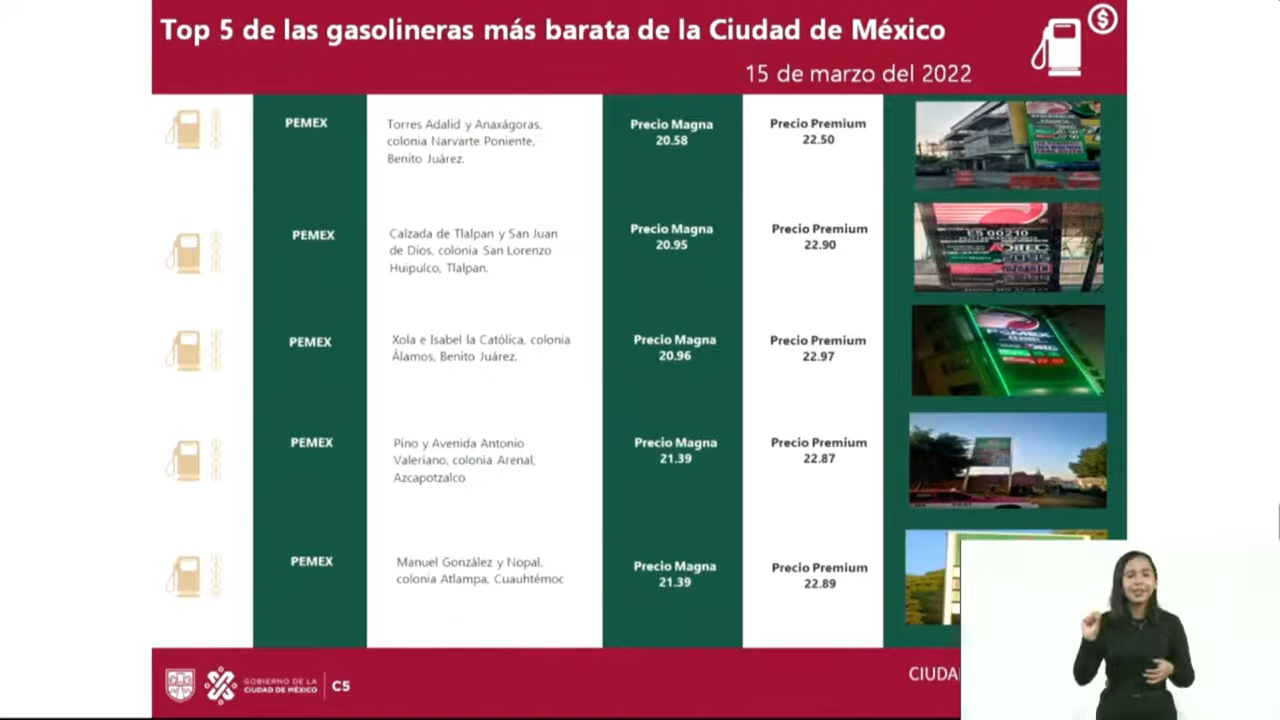 Top 5 de las gasolineras más barata de la Ciudad de México
$
15 de marzo del 2022
PEMEX
Torres Adalid y Anaxágoras,
colonia Narvarte Poniente,
Benito Juárez.
Precio Magna
20.58
Precio Premium
22.50
PEMEX
Calzada de Tlalpan y San Juan
de Dios, colonia San Lorenzo
Huipulco, Tlalpan.
Precio Magna
20.95
Precio Premium
22.90
ES 00210
ADITEC
PEMEX
Xola e Isabel la Católica, colonia
Álamos, Benito Juárez.
Precio Magna
20.96
Precio Premium
22.97
PEMEX
PEMEX
Pino y Avenida Antonio
Valeriano, colonia Arenal,
Azcapotzalco
Precio Magna
21.39
Precio Premium
22.87
PEMEX
Manuel González y Nopal,
colonia Atlampa, Cuauhtémoc
Precio Magna
21.39
Precio Premium
22.89
GOBIERNO DE LA
CIUDAD DE MÉXICO
C5
CIUDA